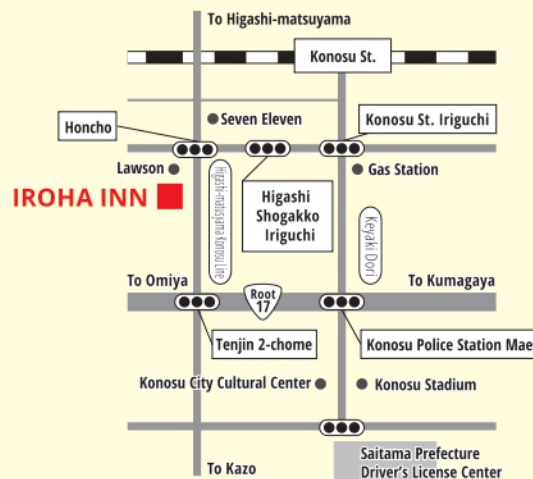 To Higashi-matsuyama
Konosu St.
Seven Eleven
Honcho
Konosu St. Iriguchi
Lawson
Gas Station
IROHA INN
Higashi-matusyama Konosu Line
Higashi
Shogakko
Iriguchi
Keyaki Dori
To Omiya
Root
17
To Kumagaya
Tenjin 2-chome
Konosu Police Station Mae
Konosu City Cultural Center
Konosu Stadium
Saitama Prefecture
Driver's License Center
To Kazo